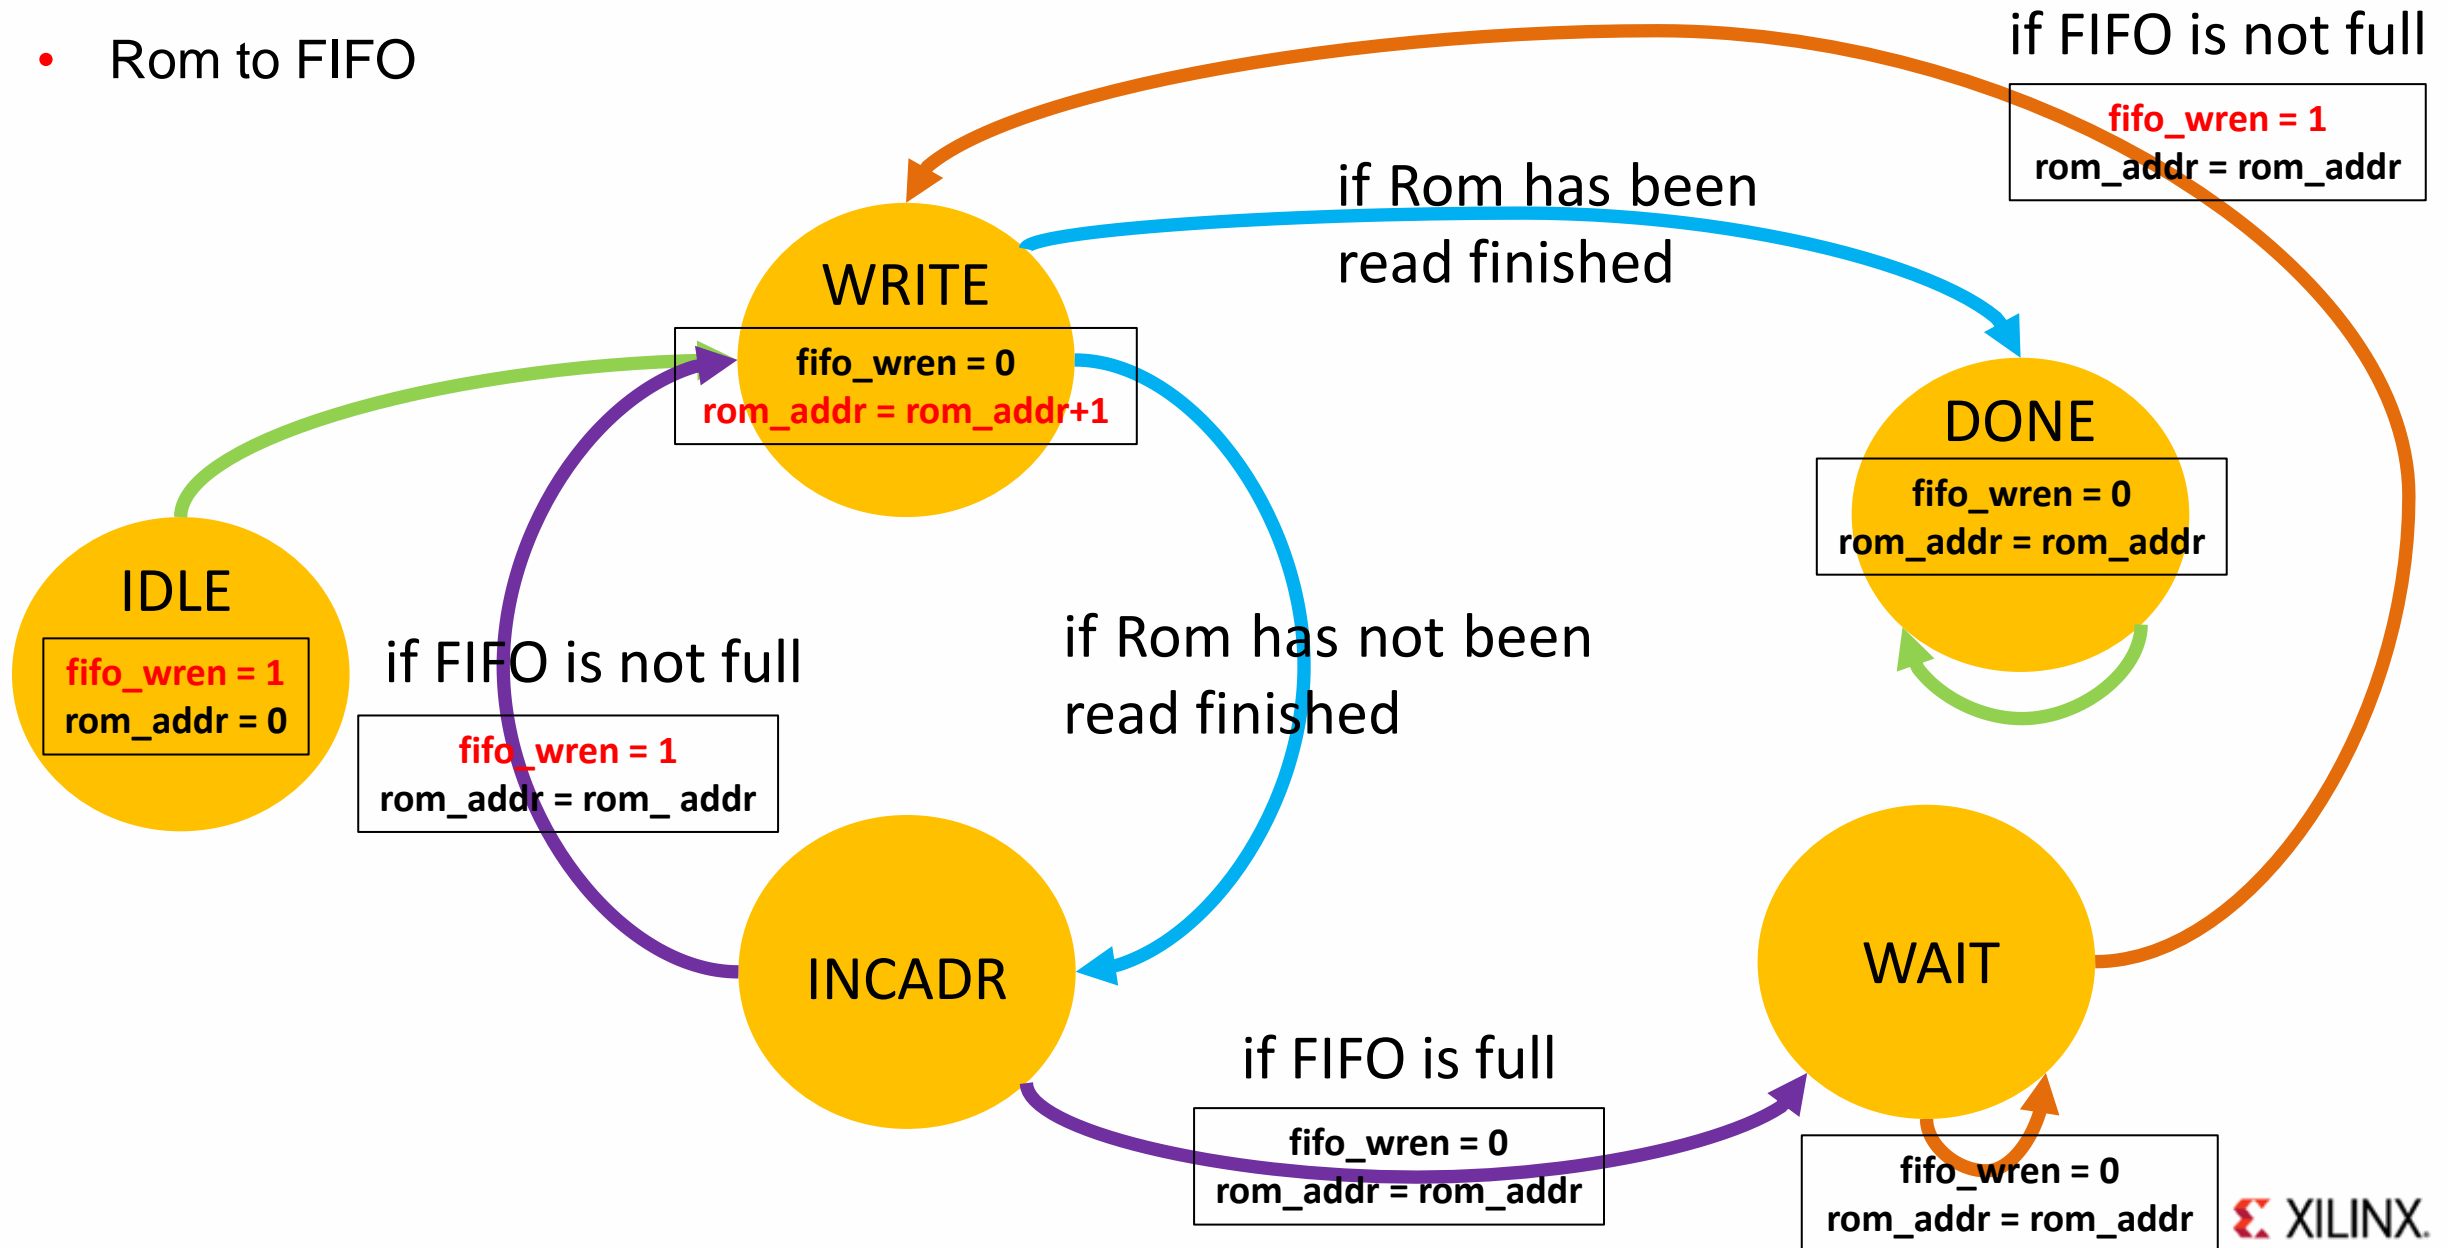 • Rom to FIFO
if FIFO is not full
fifo_wren = 1
rom_addr = rom_addr
if Rom has been
read finished
WRITE
fifo_wren = 0
rom_addr = rom_addr+1
DONE
fifo_wren = 0
rom_addr = rom_addr
IDLE
fifo_wren = 1
rom_addr = 0
if FIFO is not full
fifo_wren = 1
rom_addr = rom_ addr
if Rom has not been
read finished
INCADR
WAIT
if FIFO is full
fifo_wren = 0
rom_addr = rom_addr
fifo_wren = 0
rom_addr = rom_addr
XILINX.